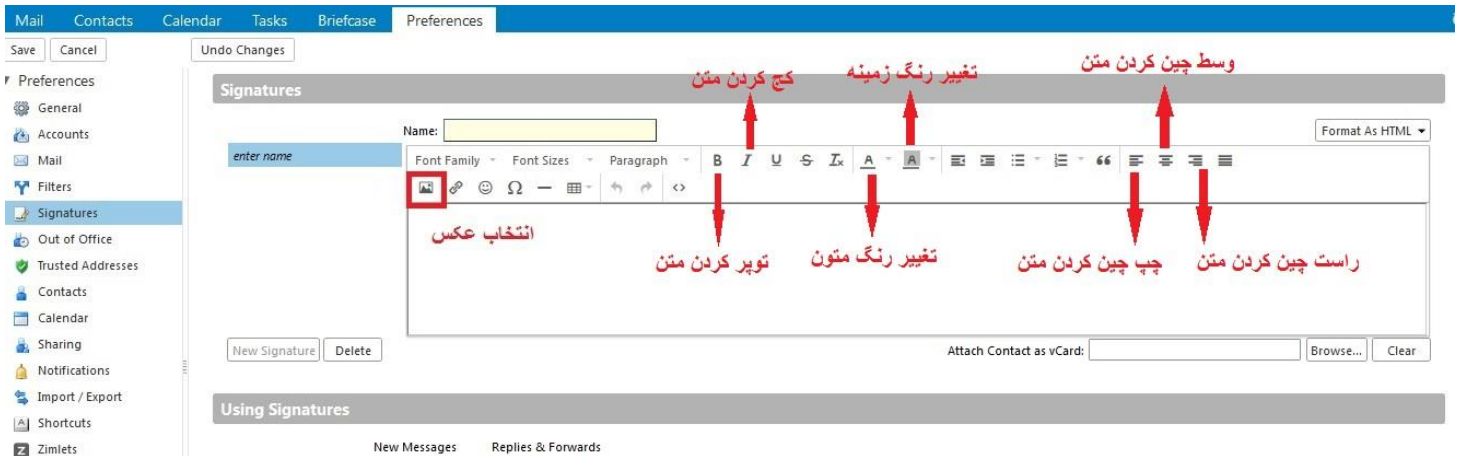 Mail Contacts Calendar Tasks Briefcase Preferences
Save Cancel Undo Changes
Preferences
General
Accounts
Mail
Filters
Signatures
Out of Office
Trusted Addresses
Contacts
Calendar
Sharing
Notifications
Import / Export
Shortcuts
Zimlets
Signatures
کج کردن متن
تغییر رنگ زمینه
وسط چین کردن متن
Name:
Format As HTML
enter name
Font Family Font Sizes Paragraph B I U S Ix A A
Ω
انتخاب عکس
توپر کردن متن
تغییر رنگ متون
چپ چین کردن متن
راست چین کردن متن
New Signature Delete
Attach Contact as vCard: Browse... Clear
Using Signatures
New Messages Replies & Forwards